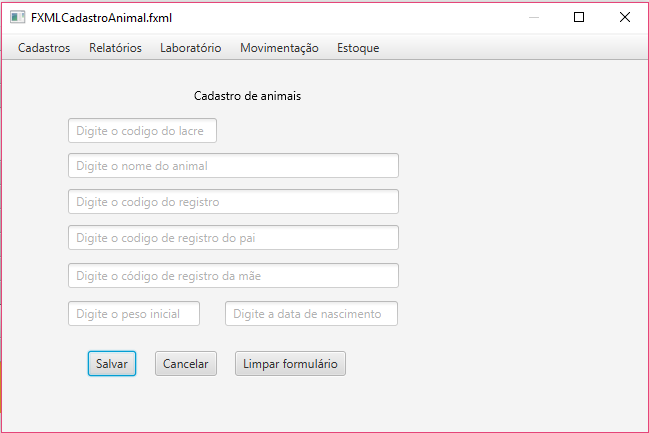 FXMLCadastroAnimal.fxml
Cadastros Relatórios Laboratório Movimentação Estoque
Cadastro de animais
Digite o codigo do lacre
Digite o nome do animal
Digite o codigo do registro
Digite o codigo de registro do pai
Digite o código de registro da mãe
Digite o peso inicial Digite a data de nascimento
Salvar Cancelar Limpar formulário